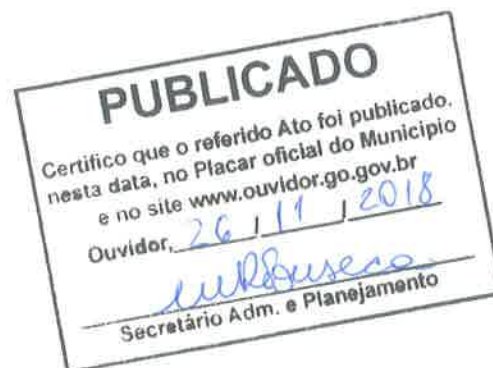 PUBLICADO
Certifico que o referido Ato foi publicado.
nesta data, no Placar oficial do Municipio
e no site www.ouvidor.go.gov.br
Ouvidor, 26 / 11 / 2018
Secretário Adm. e Planejamento